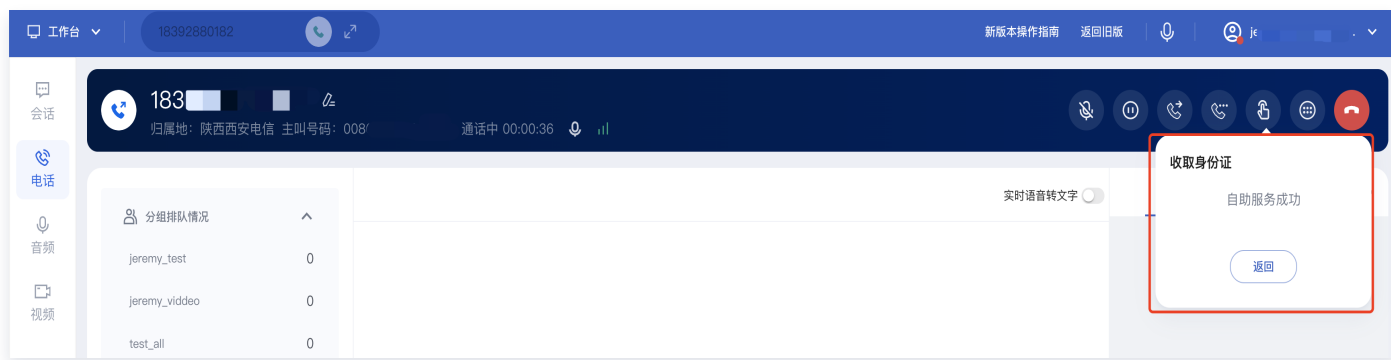 工作台
18392880182
新版本操作指南 返回旧版
会话
电话
音频
视频
183
归属地：陕西西安电信 主叫号码：008
通话中 00:00:36
实时语音转文字
分组排队情况
jeremy_test 0
jeremy_viddeo 0
test_all 0
收取身份证
自助服务成功
返回